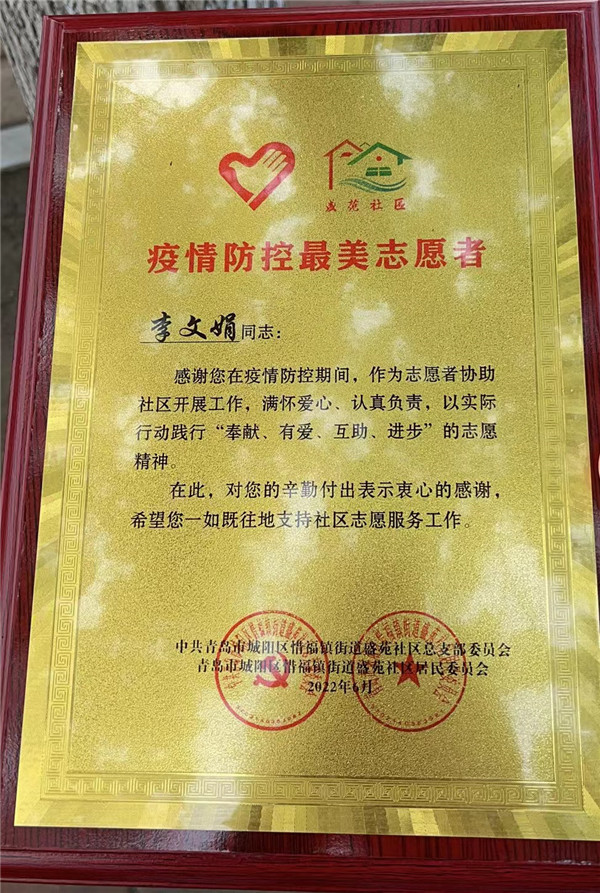 盛苑社区
疫情防控最美志愿者
李文娟同志：
感谢您在疫情防控期间，作为志愿者协助
社区开展工作，满怀爱心、认真负责，以实际
行动践行“奉献、有爱、互助、进步”的志愿
精神。
在此，对您的辛勤付出表示衷心的感谢，
希望您一如既往地支持社区志愿服务工作。
中共青岛市城阳区惜福镇街道盛苑社区总支部委员会
青岛市城阳区惜福镇街道盛苑社区居民委员会
2022年6月